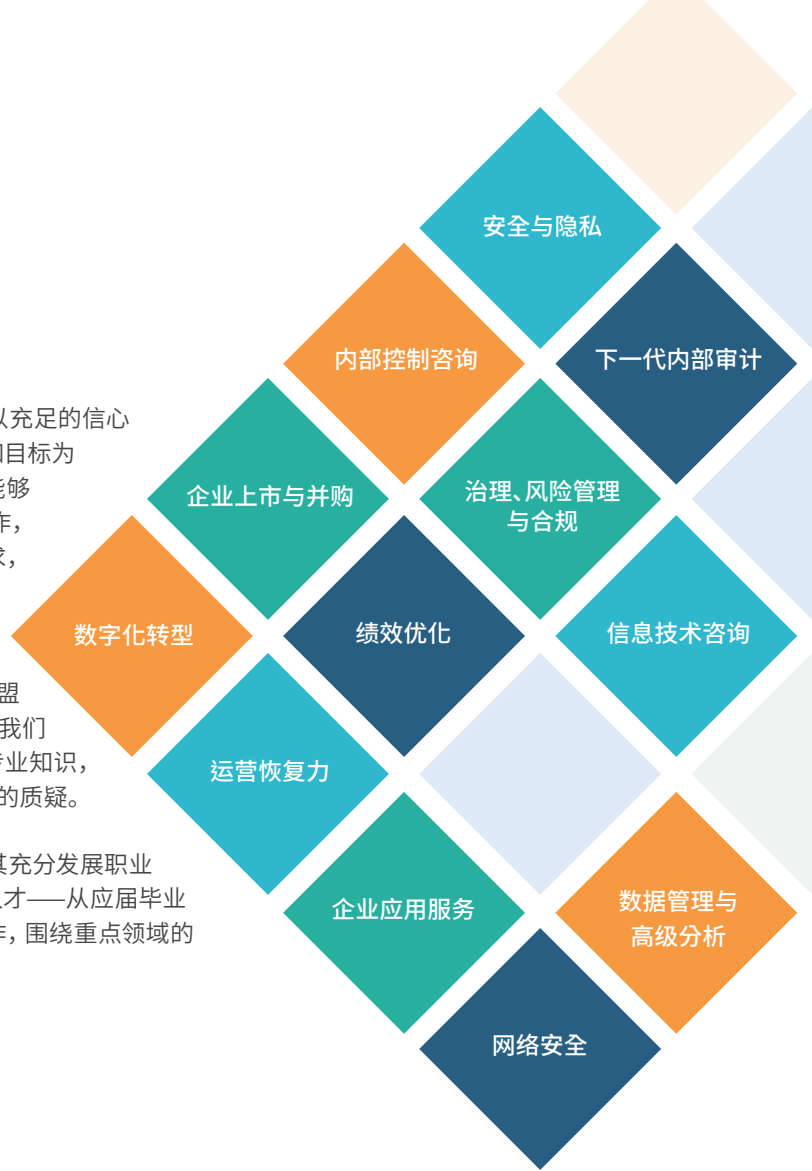 安全与隐私
内部控制咨询
下一代内部审计
以充足的信心
目标为
能够
企业上市与并购
治理、风险管理
与合规
作，
求，
数字化转型
绩效优化
信息技术咨询
盟
我们
专业知识，
的质疑。
运营恢复力
其充分发展职业
人才——从应届毕业
作，围绕重点领域的
企业应用服务
数据管理与
高级分析
网络安全